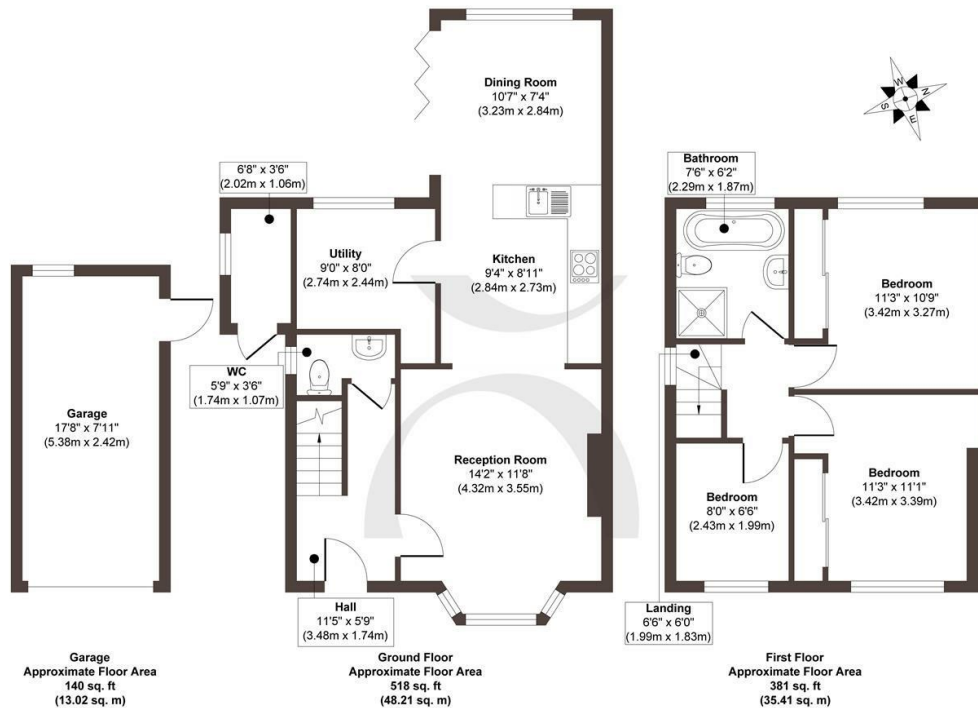 Dining Room
10'7" x 7'4"
(3.23m x 2.84m)
W
N
S
E
6'8" x 3'6"
(2.02m x 1.06m)
Bathroom
7'6" x 6'2"
(2.29m x 1.87m)
Utility
9'0" x 8'0"
(2.74m x 2.44m)
Kitchen
9'4" x 8'11"
(2.84m x 2.73m)
Bedroom
11'3" x 10'9"
(3.42m x 3.27m)
WC
5'9" x 3'6"
(1.74m x 1.07m)
Garage
17'8" x 7'11"
(5.38m x 2.42m)
Reception Room
14'2" x 11'8"
(4.32m x 3.55m)
Bedroom
11'3" x 11'1"
(3.42m x 3.39m)
Bedroom
8'0" x 6'6"
(2.43m x 1.99m)
Hall
11'5" x 5'9"
(3.48m x 1.74m)
Landing
6'6" x 6'0"
(1.99m x 1.83m)
Garage
Approximate Floor Area
140 sq. ft
(13.02 sq. m)
Ground Floor
Approximate Floor Area
518 sq. ft
(48.21 sq. m)
First Floor
Approximate Floor Area
381 sq. ft
(35.41 sq. m)